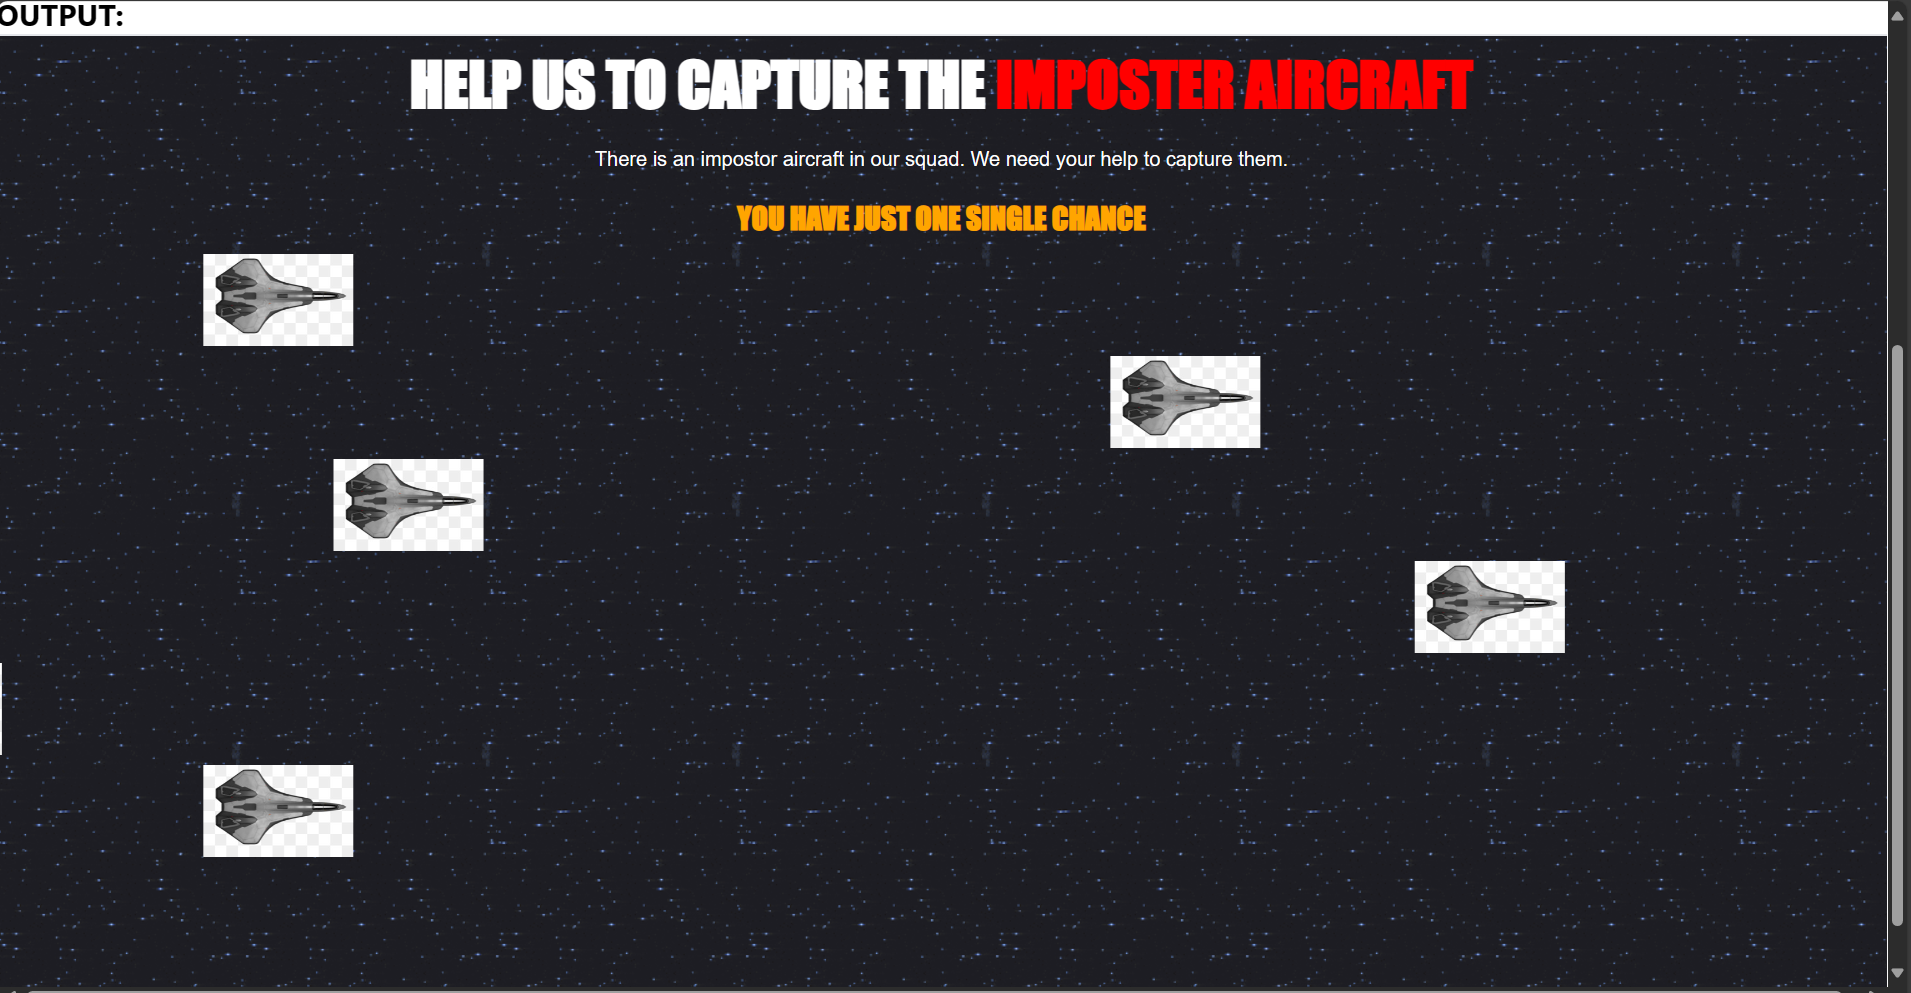 OUTPUT:
HELP US TO CAPTURE THE IMPOSTER AIRCRAFT
There is an impostor aircraft in our squad. We need your help to capture them.
YOU HAVE JUST ONE SINGLE CHANCE